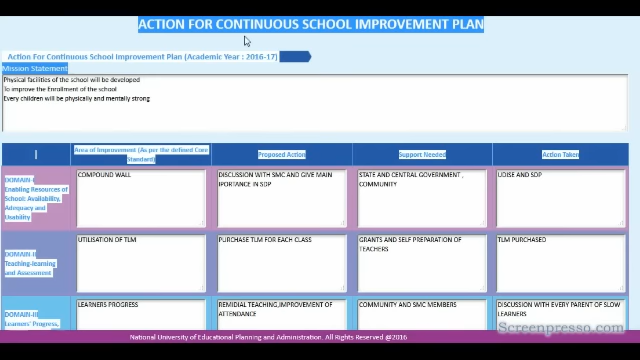 ACTION FOR CONTINUOUS SCHOOL IMPROVEMENT PLAN
Action For Continuous School Improvement Plan (Academic Year : 2016-17)
Mission Statement
Physical facirities of the school will be developed
To improve the Enrollment of the school
Every children will be physically and mentally strong
Area of Improvement (As per the defined Core
Standard)
Proposed Action
Support Needed
Action Taken
DOMAIN-I
Enabling Resources of
School: Availability,
Adequacy and
Usability
COMPOUND WALL
DISCUSSION WITH SMC AND GIVE MAIN
IPORTANCE IN SDP
STATE AND CENTRAL GOVERNMENT ,
COMMUNITY
UDISE AND SDP
DOMAIN-II
Teaching-learning
and Assessment
UTILISATION OF TLM
PURCHASE TLM FOR EACH CLASS
GRANTS AND SELF PREPARATION OF
TEACHERS
TLM PURCHASED
DOMAIN-III
Learners' Progress,
LEARNERS PROGRESS
REMIDIAL TEACHING,IMPROVEMENT OF
ATTENDANCE
COMMUNITY AND SMC MEMBERS
DISCUSSION WITH EVERY PARENT OF SLOW
LEARNERS
National University of Educational Planning and Administration. All Rights Reserved @2016
Screenpresso.com